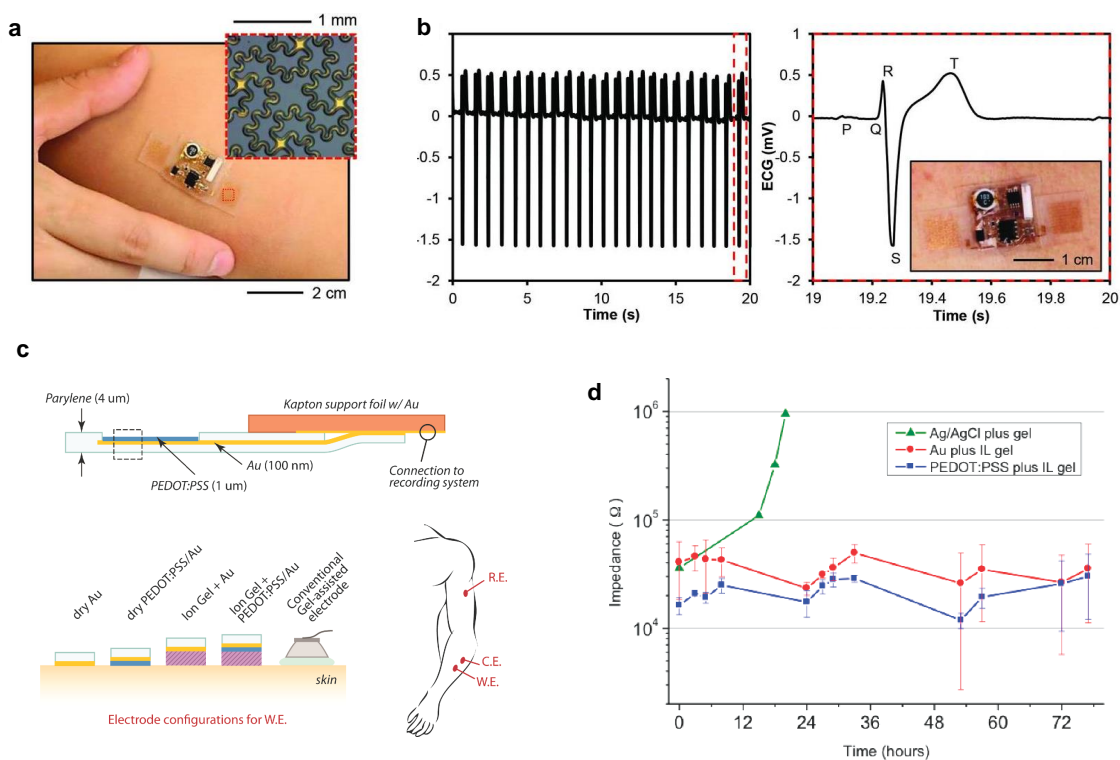 a
1 mm
2 cm
b
1
0.5
0
-0.5
-1
-1.5
-2
0
5
10
15
20
Time (s)
ECG (mV)
1
0.5
0
-0.5
-1
-1.5
-2
P
Q
R
S
T
1 cm
19
19.2
19.4
19.6
19.8
20
Time (s)
c
Parylene (4 um)
Kapton support foil w/ Au
Au (100 nm)
PEDOT:PSS (1 um)
Connection to
recording system
dry Au
dry PEDOT:PSS/Au
Ion Gel + Au
Ion Gel +
PEDOT:PSS/Au
Conventional
Gel-assisted
electrode
skin
Electrode configurations for W.E.
R.E.
C.E.
W.E.
d
Impedance ( Ω )
10⁶
10⁵
10⁴
Ag/AgCl plus gel
Au plus IL gel
PEDOT:PSS plus IL gel
0
12
24
36
48
60
72
Time (hours)